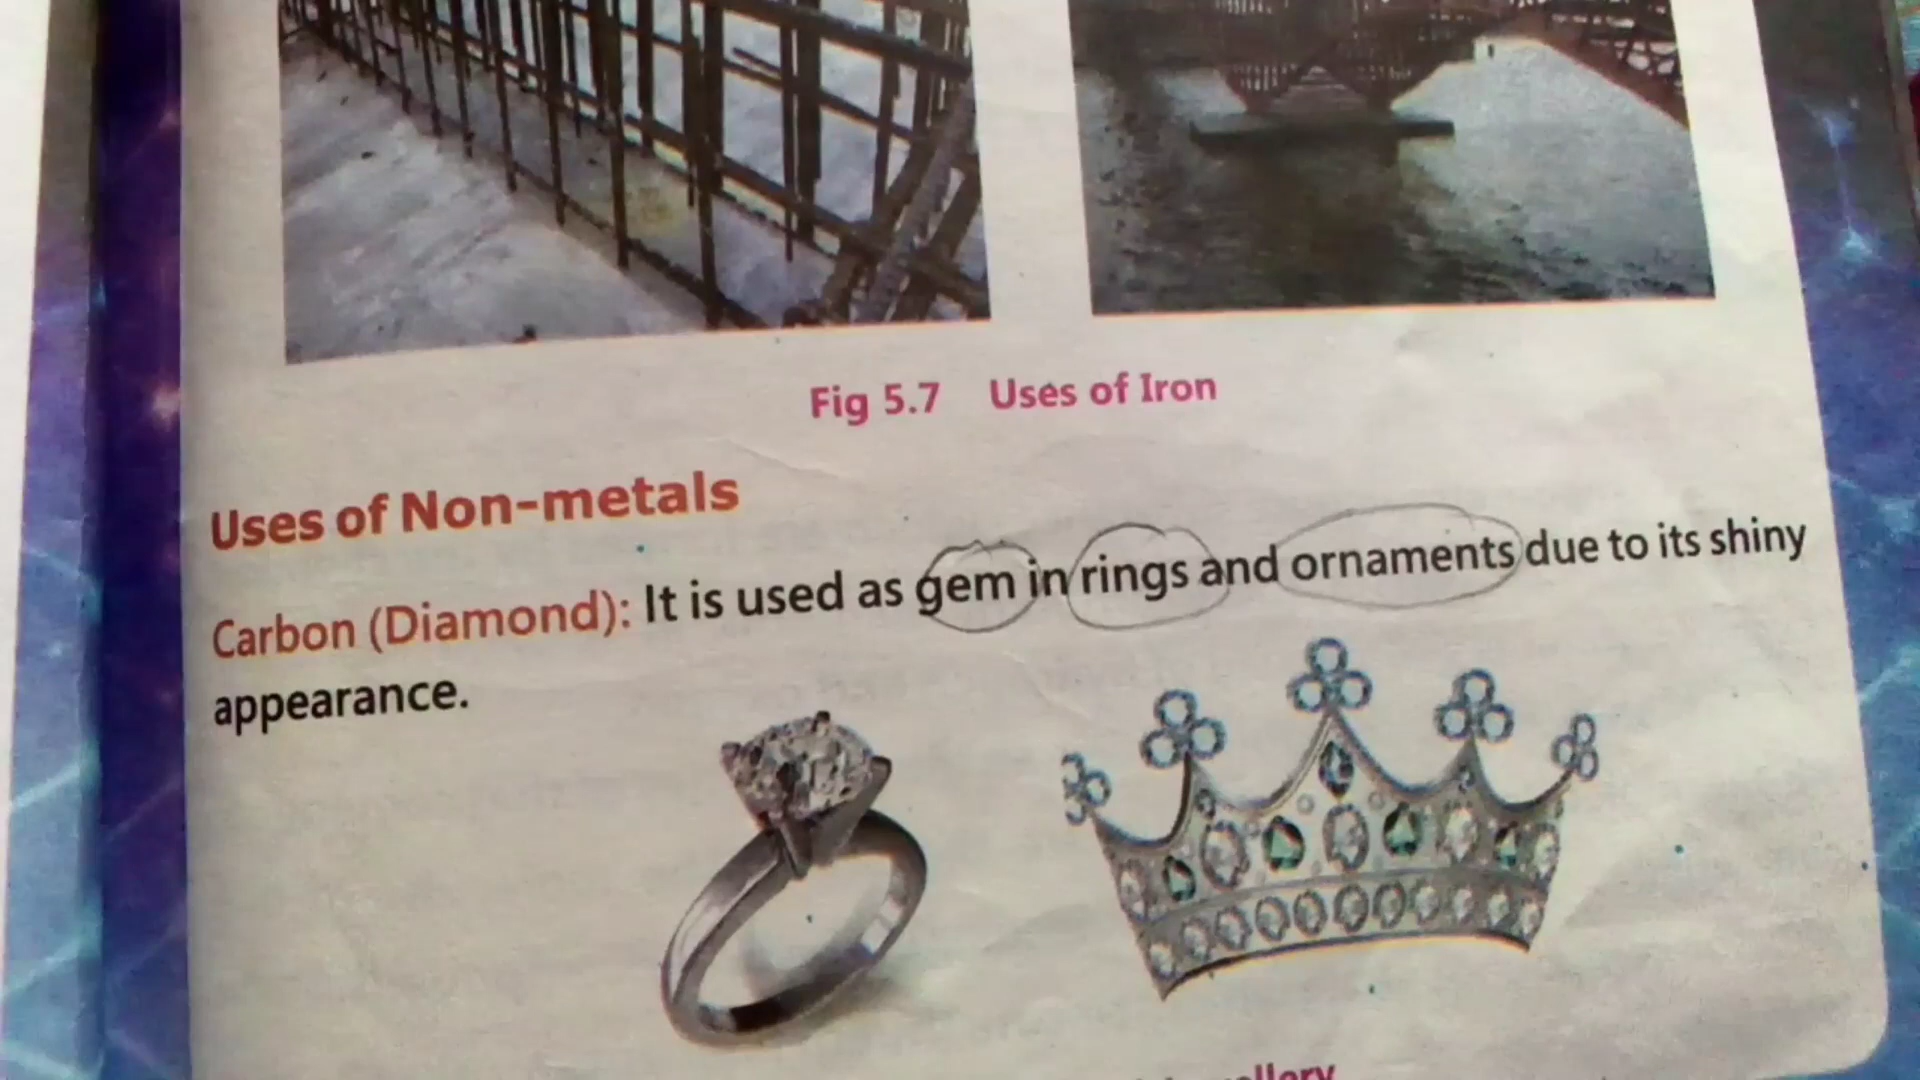 Fig 5.7 Uses of Iron
Uses of Non-metals
Carbon (Diamond): It is used as gem in rings and ornaments due to its shiny
appearance.